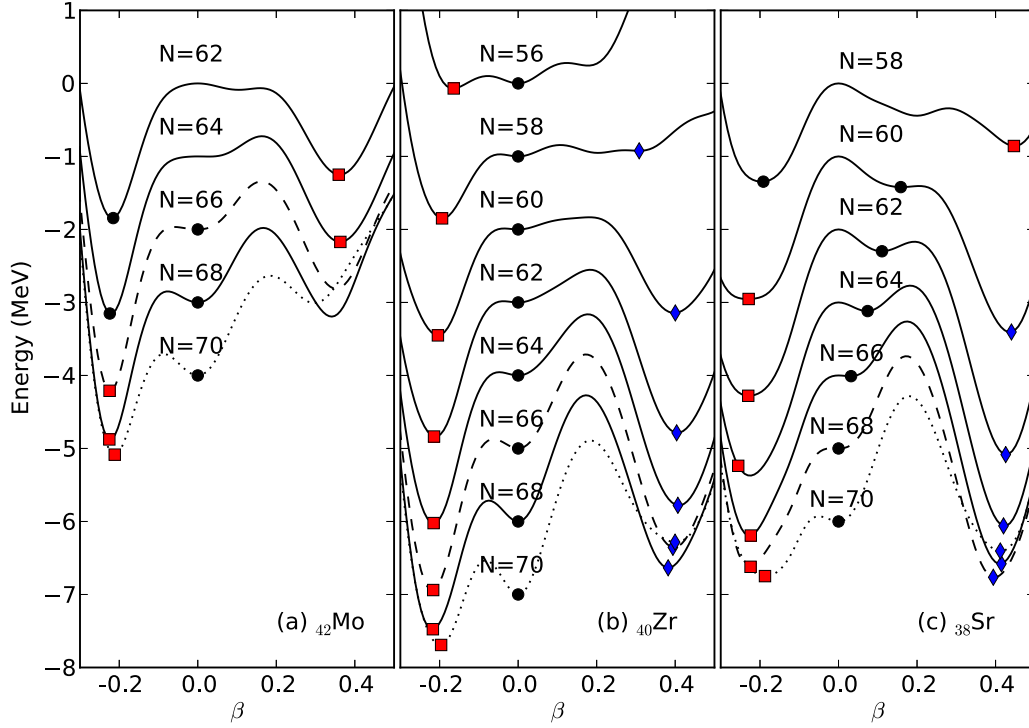 1
0
−1
−2
−3
−4
−5
−6
−7
−8
Energy (MeV)
N=62
N=64
N=66
N=68
N=70
(a) ₄₂Mo
-0.2 0.0 0.2 0.4
β
N=56
N=58
N=60
N=62
N=64
N=66
N=68
N=70
(b) ₄₀Zr
-0.2 0.0 0.2 0.4
β
N=58
N=60
N=62
N=64
N=66
N=68
N=70
(c) ₃₈Sr
-0.2 0.0 0.2 0.4
β